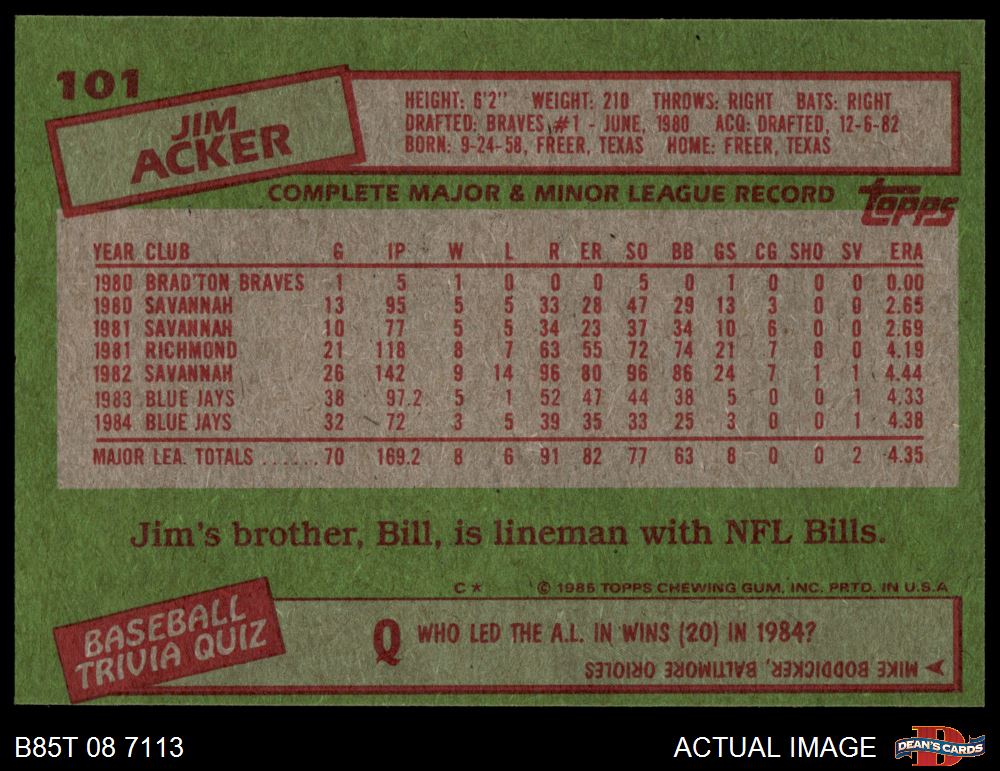 101
JIM
ACKER
HEIGHT: 6'2" WEIGHT: 210 THROWS: RIGHT BATS: RIGHT
DRAFTED: BRAVES #1 - JUNE, 1980 ACQ: DRAFTED, 12-6-82
BORN: 9-24-58, FREER, TEXAS HOME: FREER, TEXAS
COMPLETE MAJOR & MINOR LEAGUE RECORD
Topps
YEAR CLUB G IP W L R ER SO BB GS CG SHO SV ERA
1980 BRAD'TON BRAVES 1 5 1 0 0 0 5 0 1 0 0 0 0.00
1980 SAVANNAH 13 95 5 5 33 28 47 29 13 3 0 0 2.65
1981 SAVANNAH 10 77 5 5 34 23 37 34 10 6 0 0 2.69
1981 RICHMOND 21 118 8 7 63 55 72 74 21 7 0 0 4.19
1982 SAVANNAH 26 142 9 14 96 80 96 86 24 7 1 1 4.44
1983 BLUE JAYS 38 97.2 5 1 52 47 44 38 5 0 0 1 4.33
1984 BLUE JAYS 32 72 3 5 39 35 33 25 3 0 0 1 4.38
MAJOR LEA. TOTALS ...... 70 169.2 8 6 91 82 77 63 8 0 0 2 4.35
Jim's brother, Bill, is lineman with NFL Bills.
C* © 1985 TOPPS CHEWING GUM, INC. PRTD. IN U.S.A
BASEBALL
TRIVIA QUIZ
Q WHO LED THE A.L. IN WINS (20) IN 1984?
MIKE BODDICKER, BALTIMORE ORIOLES
B85T 08 7113
ACTUAL IMAGE
DEAN'S CARDS